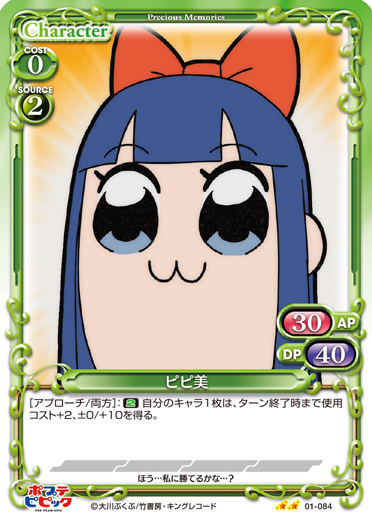 Precious Memories
Character
COST
0
SOURCE
2
30 AP
DP 40
ピピ美
[アプローチ/両方]: 2 自分のキャラ1枚は、ターン終了時まで使用
コスト+2、±0/+10を得る。
ほう…私に勝てるかな…?
ポプテ
ピピック
POP TEAM EPIC
©大川ぶくぶ/竹書房・キングレコード
01-084